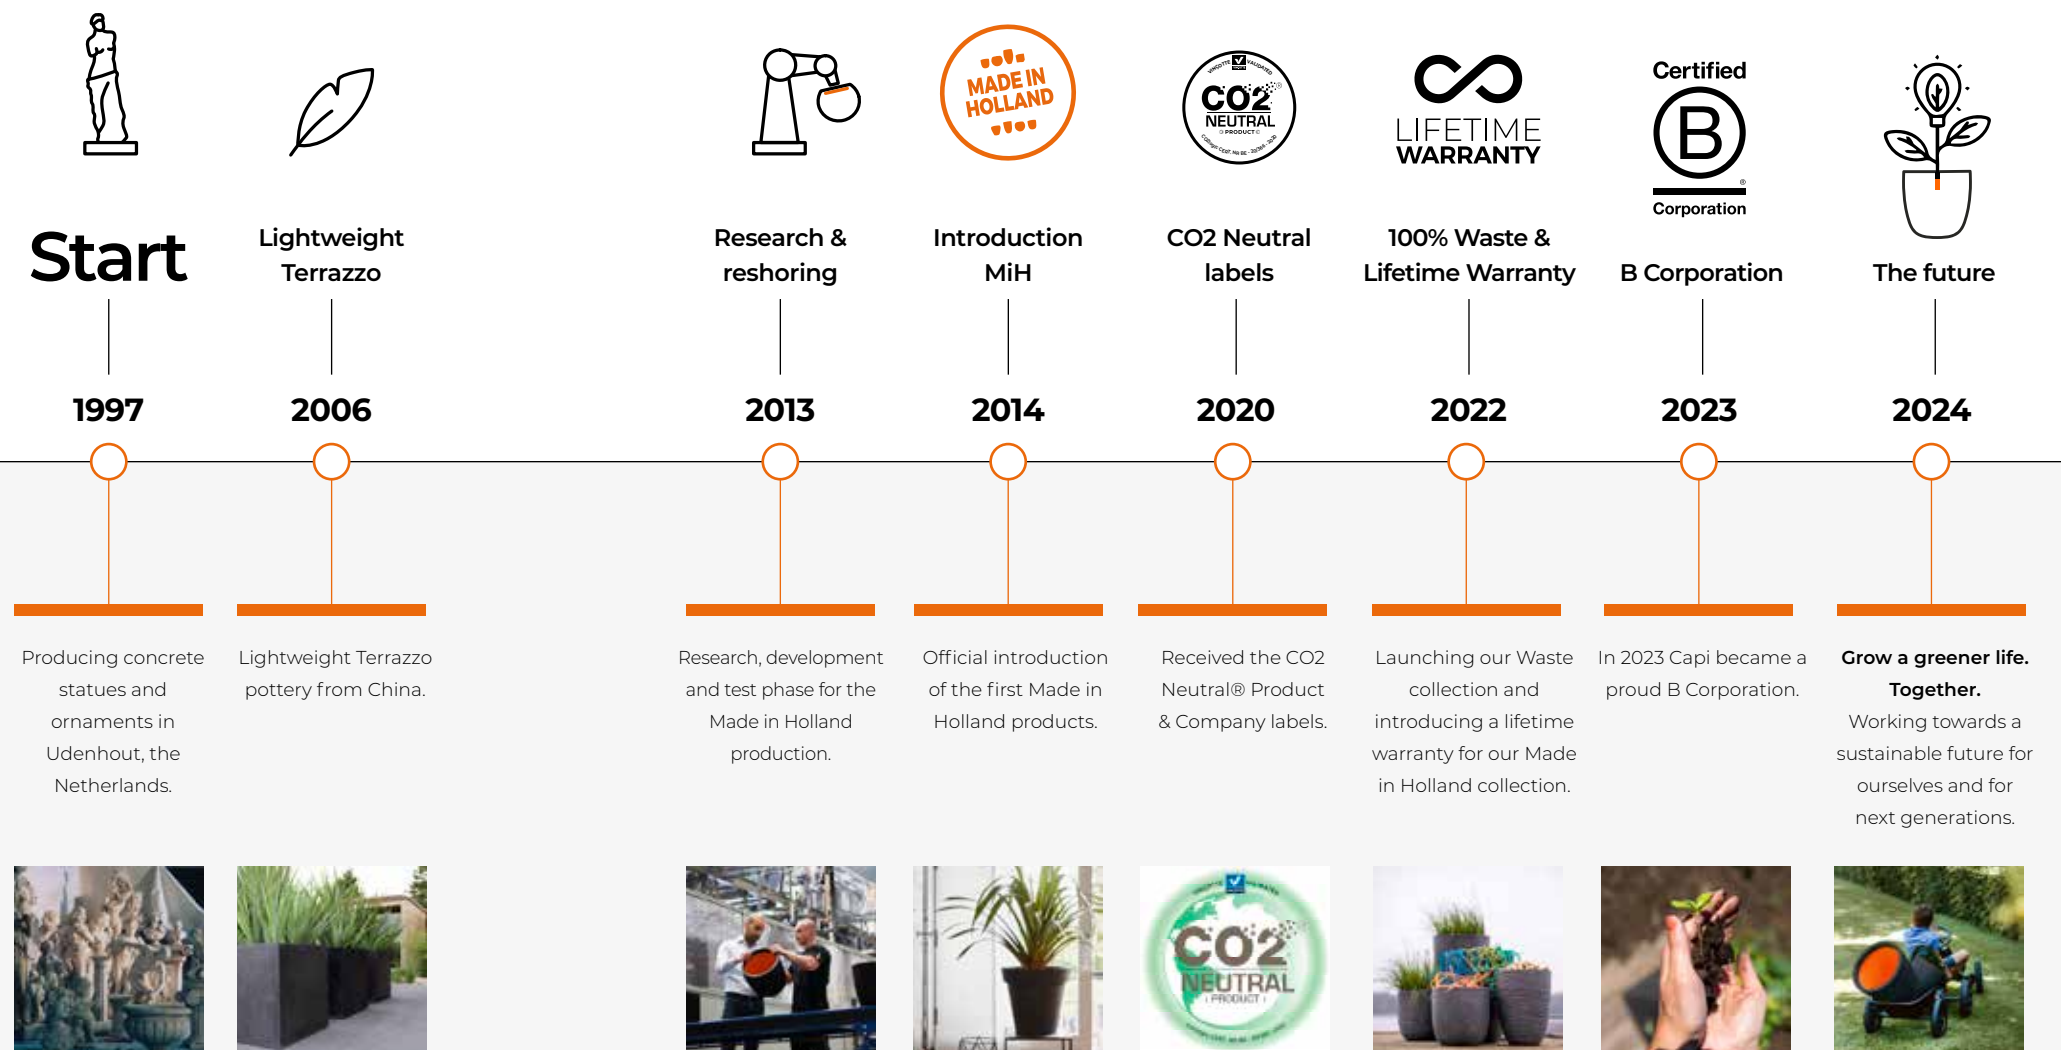 MADE IN
HOLLAND
VINÇOTTE VALIDATED
CO2
NEUTRAL
PRODUCT
LIFETIME
WARRANTY
Certified
B
®
Corporation
Start
Lightweight
Terrazzo
Research &
reshoring
Introduction
MiH
CO2 Neutral
labels
100% Waste &
Lifetime Warranty
B Corporation
The future
1997
2006
2013
2014
2020
2022
2023
2024
Producing concrete
statues and
ornaments in
Udenhout, the
Netherlands.
Lightweight Terrazzo
pottery from China.
Research, development
and test phase for the
Made in Holland
production.
Official introduction
of the first Made in
Holland products.
Received the CO2
Neutral® Product
& Company labels.
Launching our Waste
collection and
introducing a lifetime
warranty for our Made
in Holland collection.
In 2023 Capi became a
proud B Corporation.
Grow a greener life.
Together.
Working towards a
sustainable future for
ourselves and for
next generations.
CO2
NEUTRAL
PRODUCT